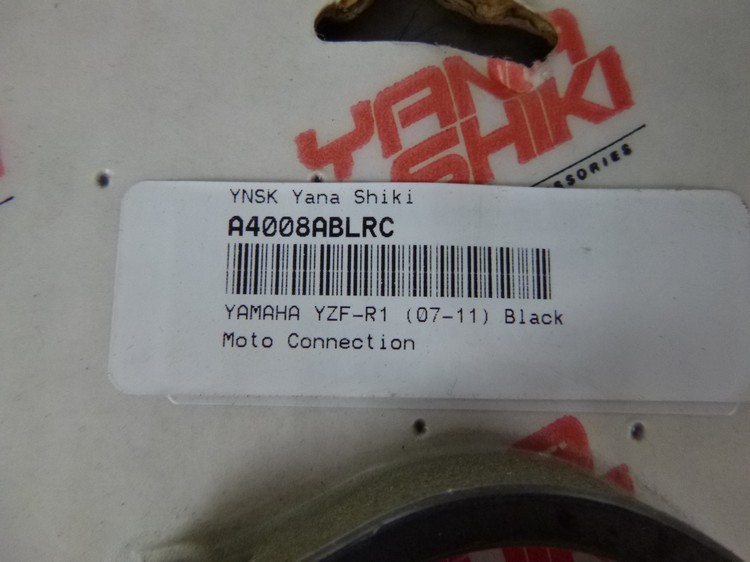 YANA
SHIKI
YNSK Yana Shiki
A4008ABLRC
YAMAHA YZF-R1 (07-11) Black
Moto Connection